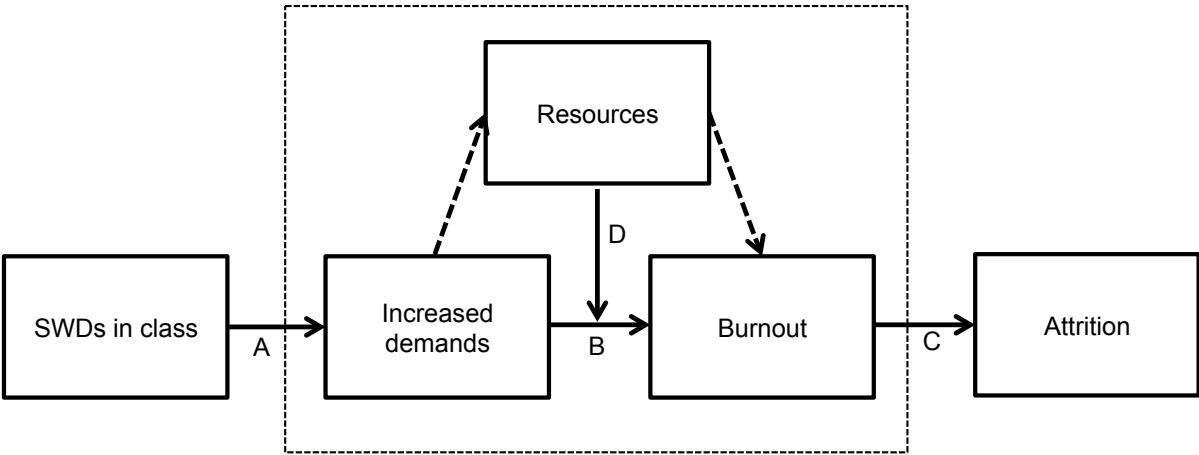 Resources
D
SWDs in class
A
Increased
demands
B
Burnout
C
Attrition